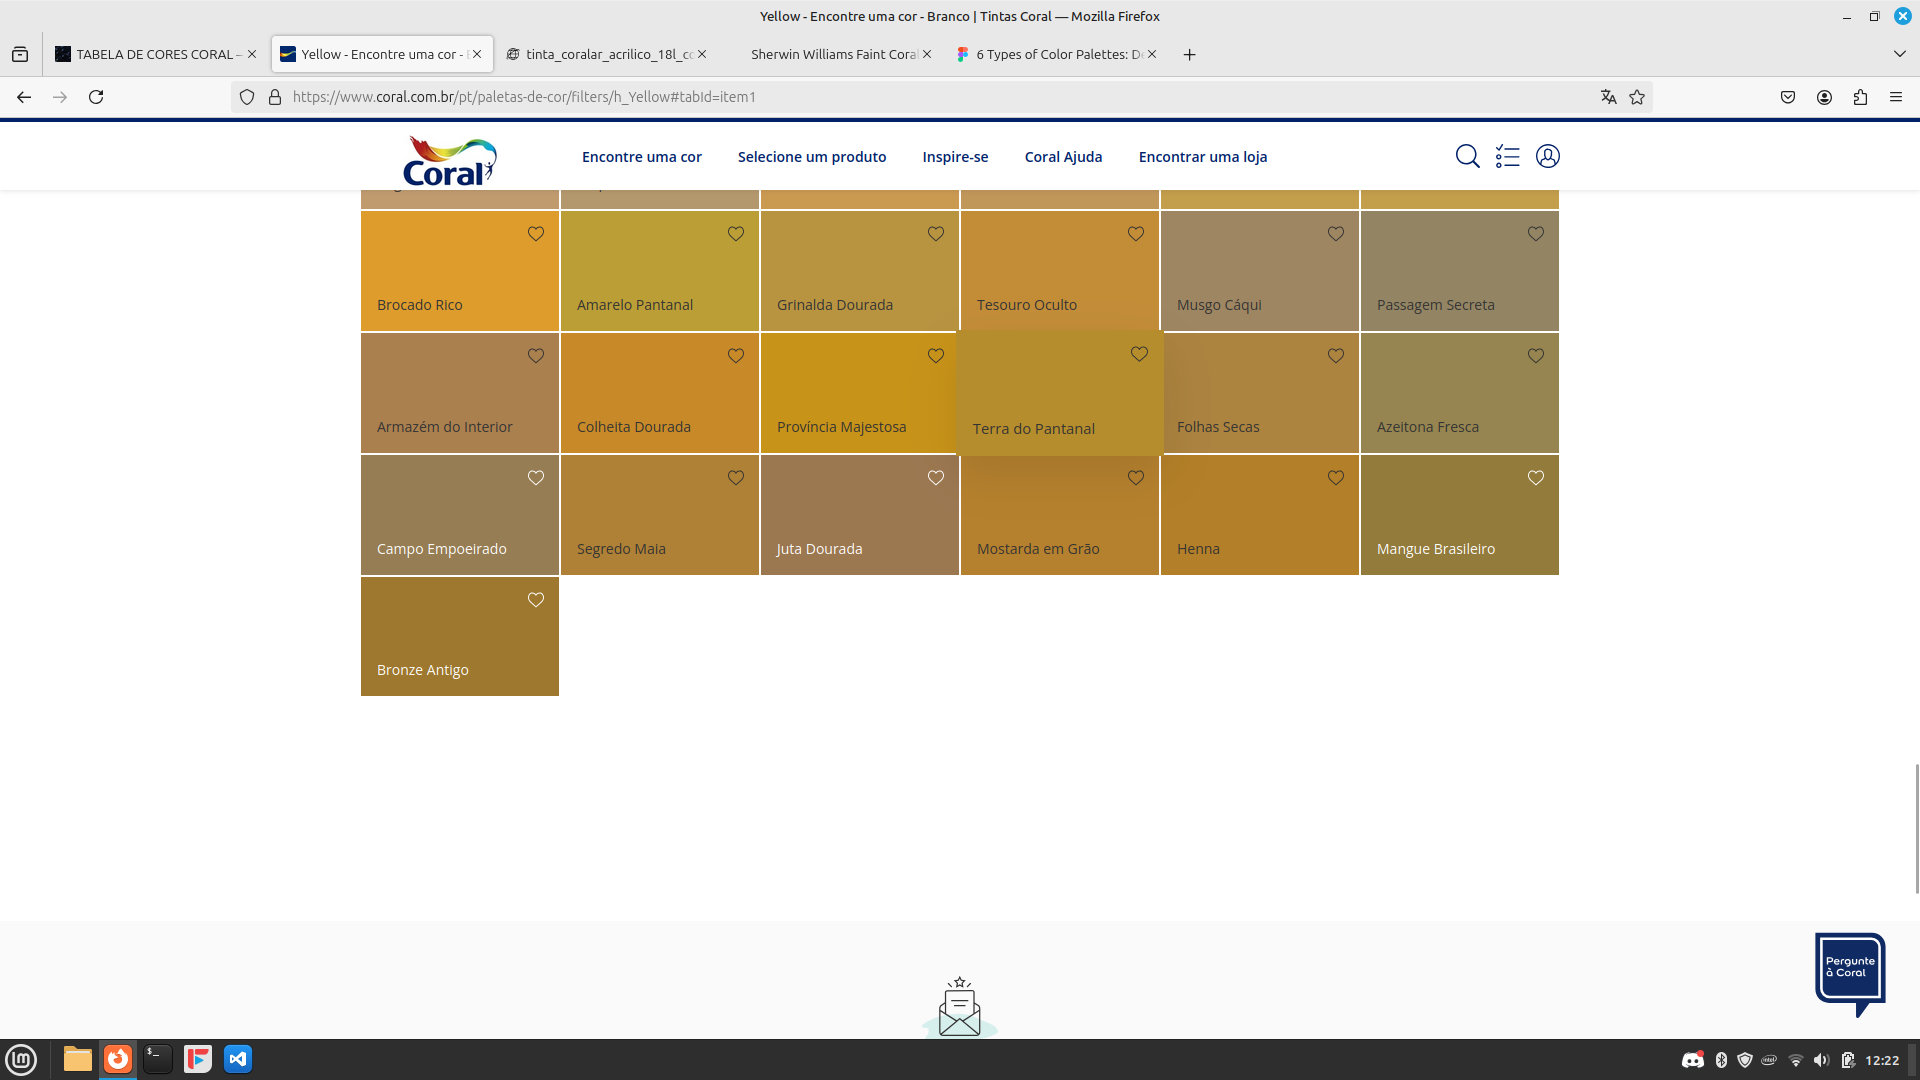 Yellow - Encontre uma cor - Branco | Tintas Coral — Mozilla Firefox
TABELA DE CORES CORAL –
Yellow - Encontre uma cor -
tinta_coralar_acrilico_18l_cc
Sherwin Williams Faint Coral
6 Types of Color Palettes: De
https://www.coral.com.br/pt/paletas-de-cor/filters/h_Yellow#tabId=item1
Coral
Encontre uma cor
Selecione um produto
Inspire-se
Coral Ajuda
Encontrar uma loja
Brocado Rico
Amarelo Pantanal
Grinalda Dourada
Tesouro Oculto
Musgo Cáqui
Passagem Secreta
Armazém do Interior
Colheita Dourada
Província Majestosa
Terra do Pantanal
Folhas Secas
Azeitona Fresca
Campo Empoeirado
Segredo Maia
Juta Dourada
Mostarda em Grão
Henna
Mangue Brasileiro
Bronze Antigo
Pergunte
à Coral
12:22